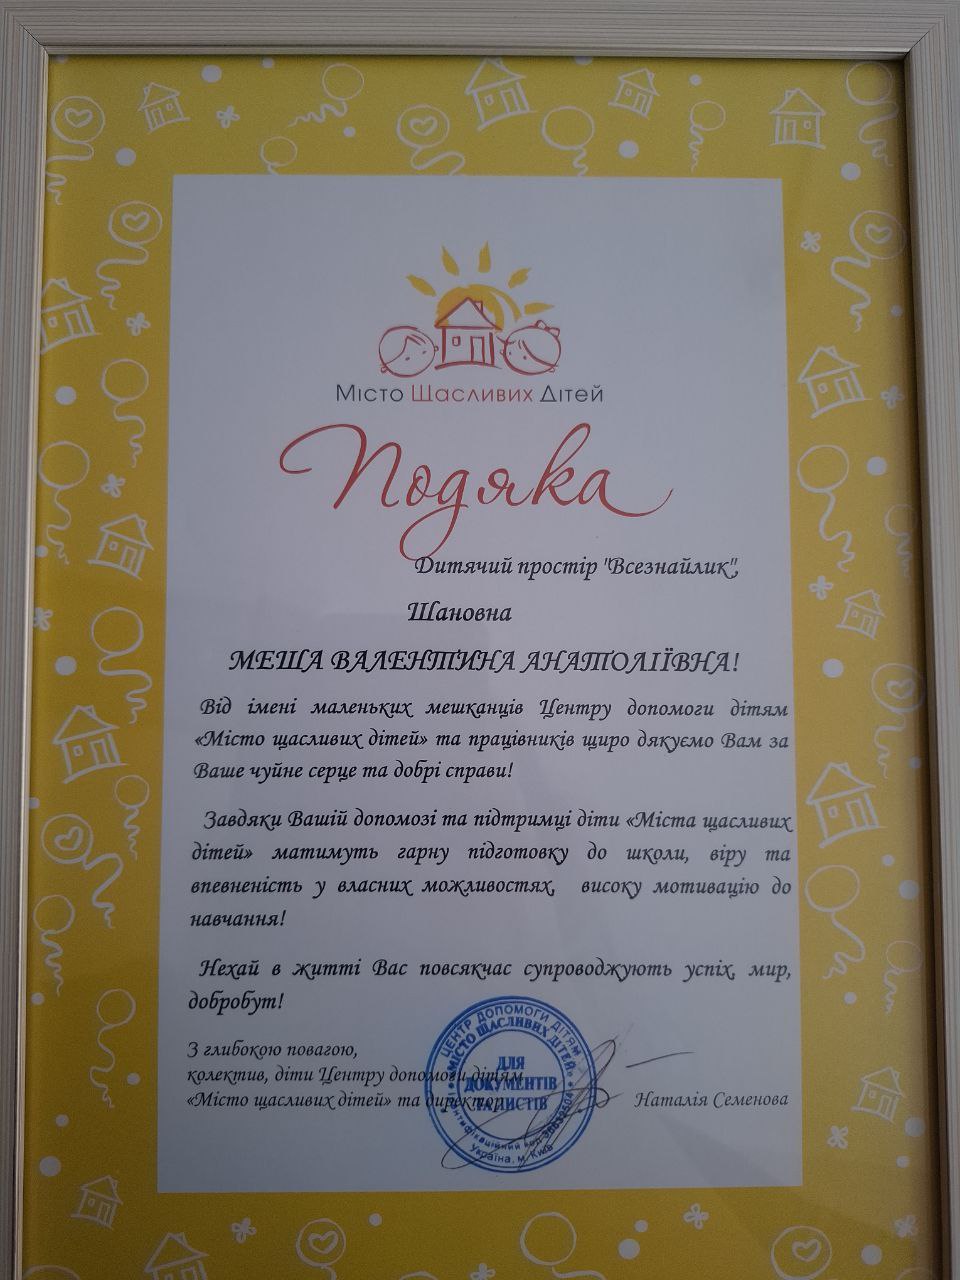 Місто Щасливих Дітей
Подяка
Дитячий простір "Всезнайлик",
Шановна
МЕША ВАЛЕНТИНА АНАТОЛІЇВНА!
Від імені маленьких мешканців Центру допомоги дітям
«Місто щасливих дітей» та працівників щиро дякуємо Вам за
Ваше чуйне серце та добрі справи!
Завдяки Вашій допомозі та підтримці діти «Міста щасливих
дітей» матимуть гарну підготовку до школи, віру та
впевненість у власних можливостях, високу мотивацію до
навчання!
Нехай в житті Вас повсякчас супроводжують успіх, мир,
добробут!
З глибокою повагою,
колектив, діти Центру допомоги дітям
«Місто щасливих дітей» та директор Наталія Семенова
ЦЕНТР ДОПОМОГИ ДІТЯМ
«МІСТО ЩАСЛИВИХ ДІТЕЙ»
ДЛЯ
ДОКУМЕНТІВ
ТА ЛИСТІВ
Ідентифікаційний код
Україна, м. Київ